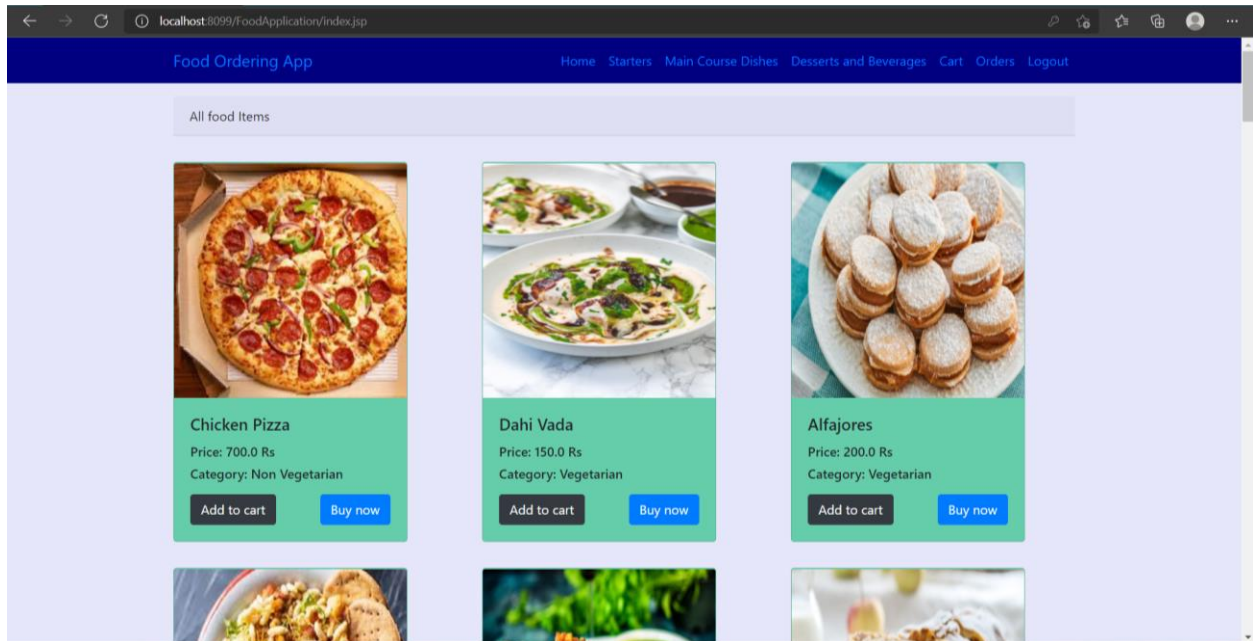 localhost:8099/FoodApplication/index.jsp
Food Ordering App Home Starters Main Course Dishes Desserts and Beverages Cart Orders Logout
All food Items
Chicken Pizza
Price: 700.0 Rs
Category: Non Vegetarian
Add to cart Buy now
Dahi Vada
Price: 150.0 Rs
Category: Vegetarian
Add to cart Buy now
Alfajores
Price: 200.0 Rs
Category: Vegetarian
Add to cart Buy now